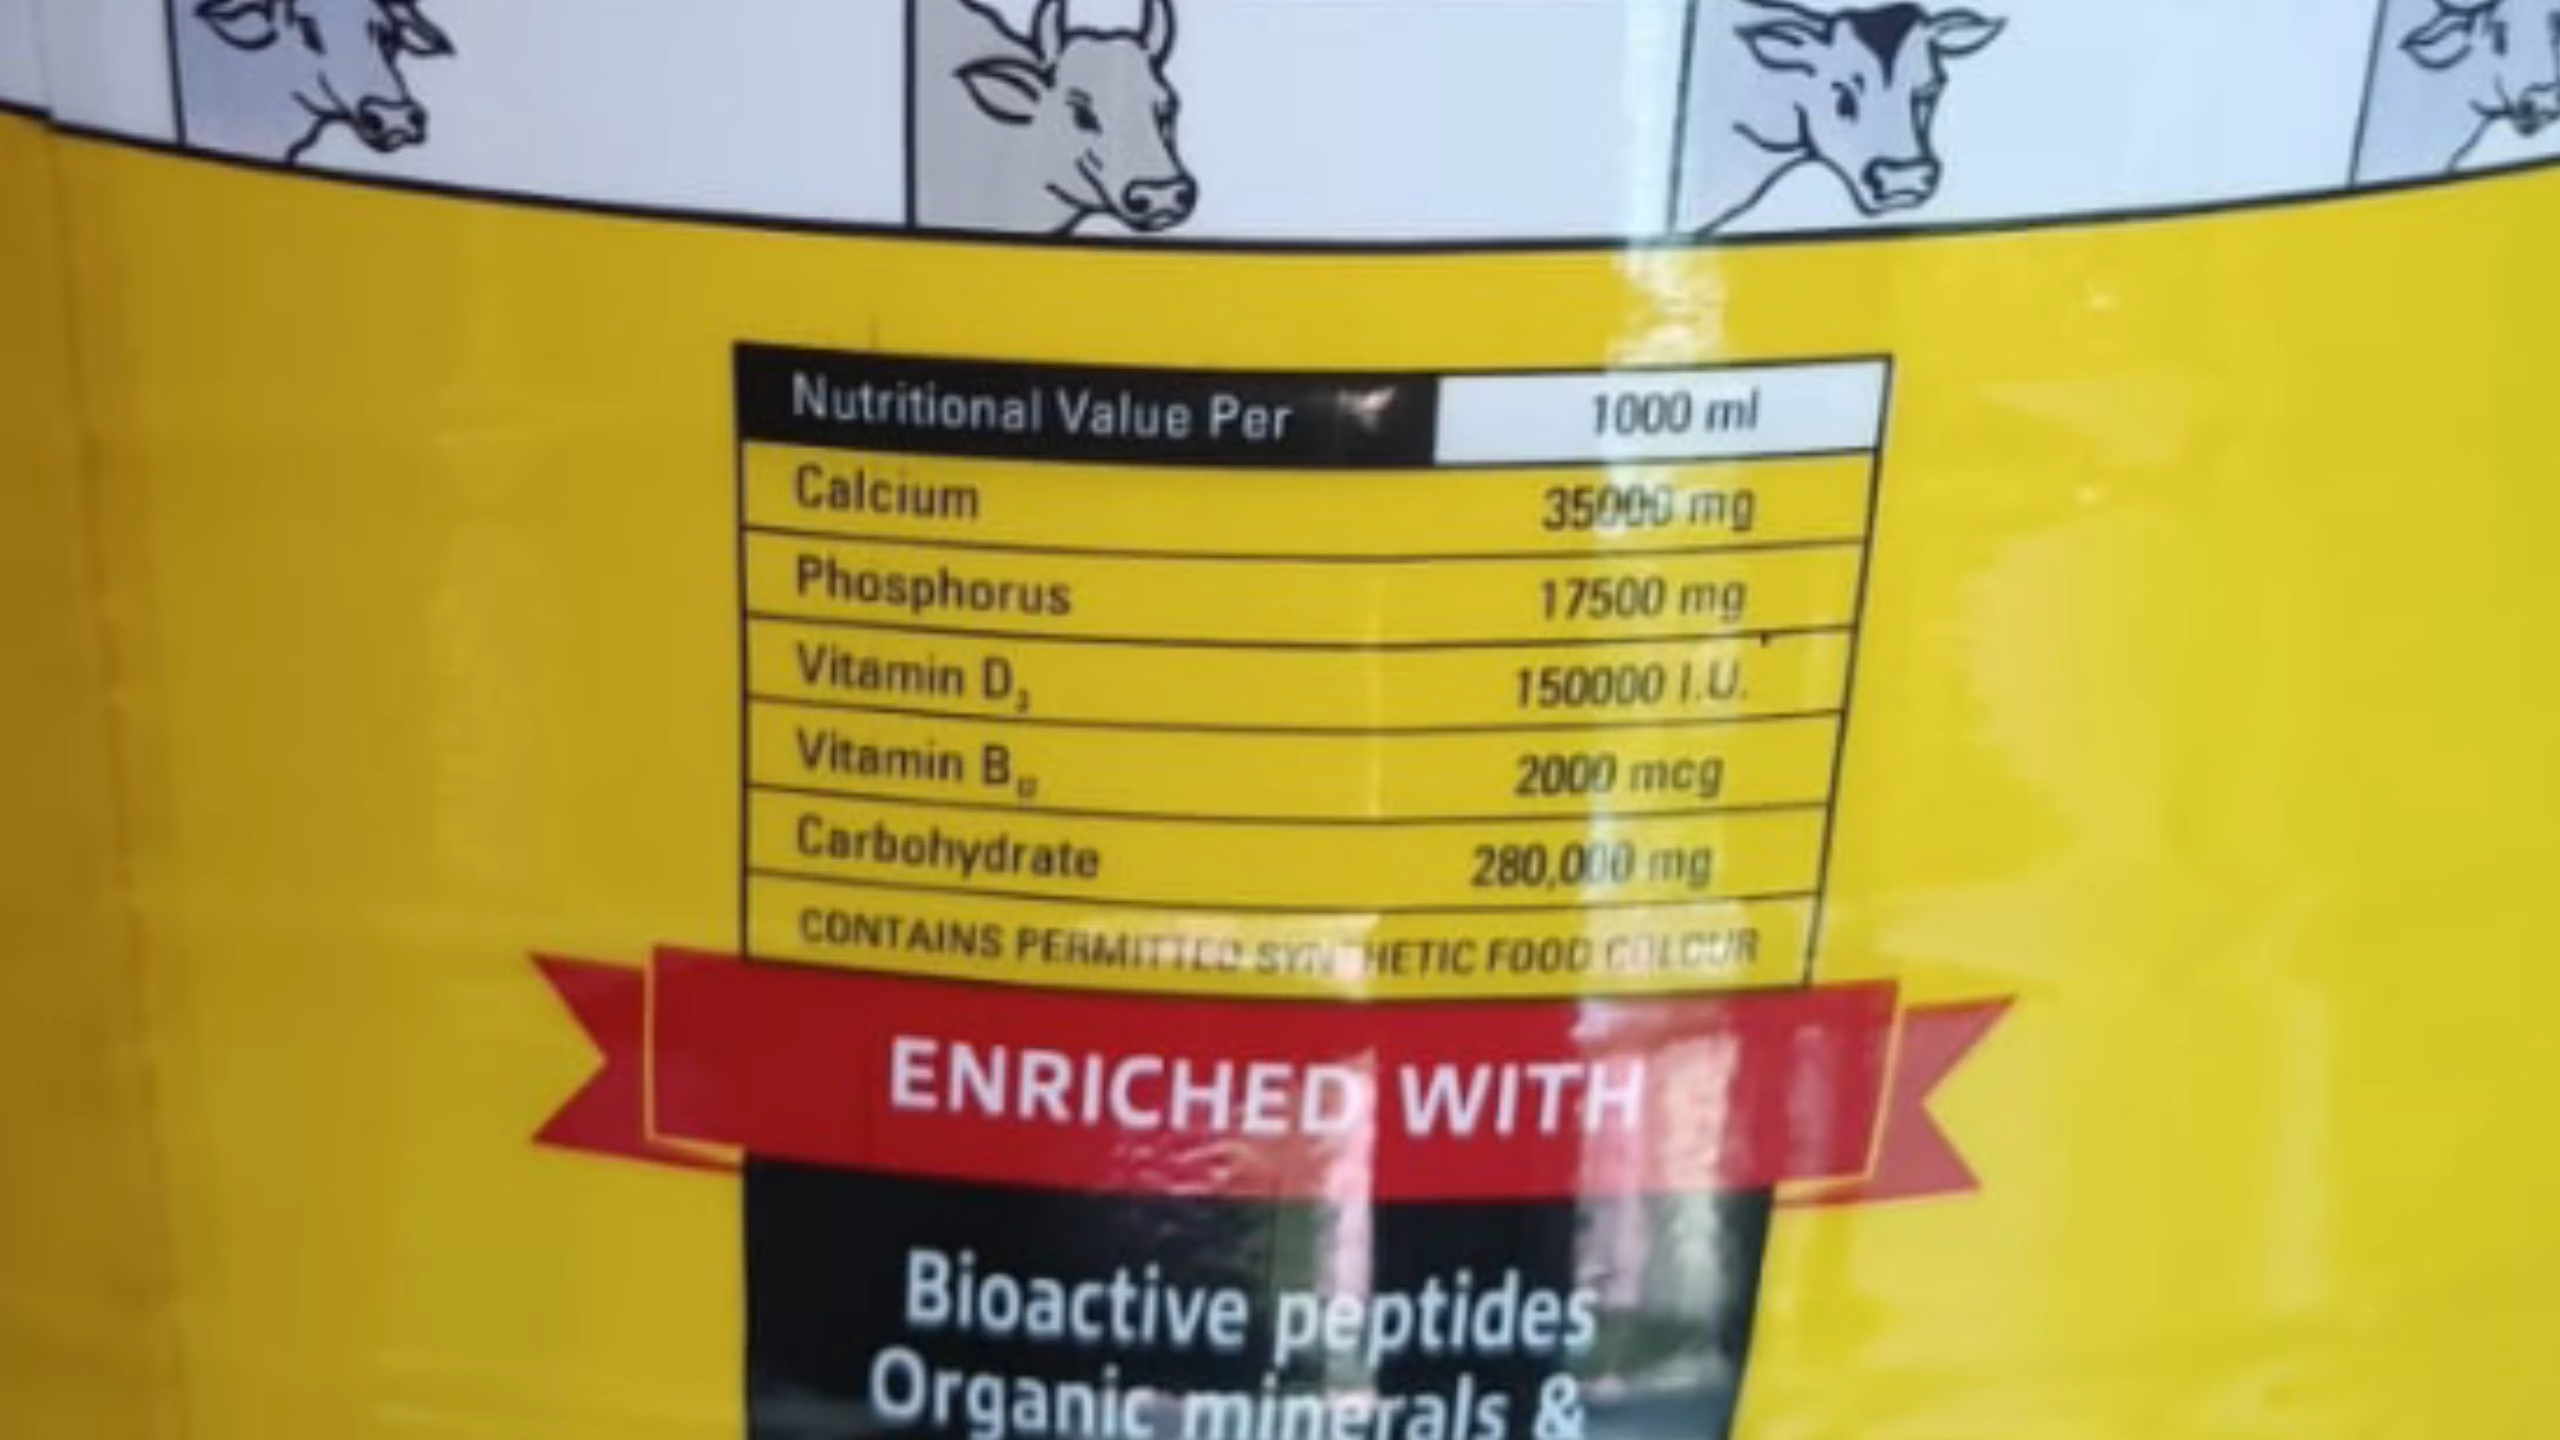 Nutritional Value Per 1000 ml
Calcium 35000 mg
Phosphorus 17500 mg
Vitamin D₃ 150000 I.U.
Vitamin B₁₂ 2000 mcg
Carbohydrate 280,000 mg
CONTAINS PERMITTED SYNTHETIC FOOD COLOUR
ENRICHED WITH
Bioactive peptides
Organic minerals &